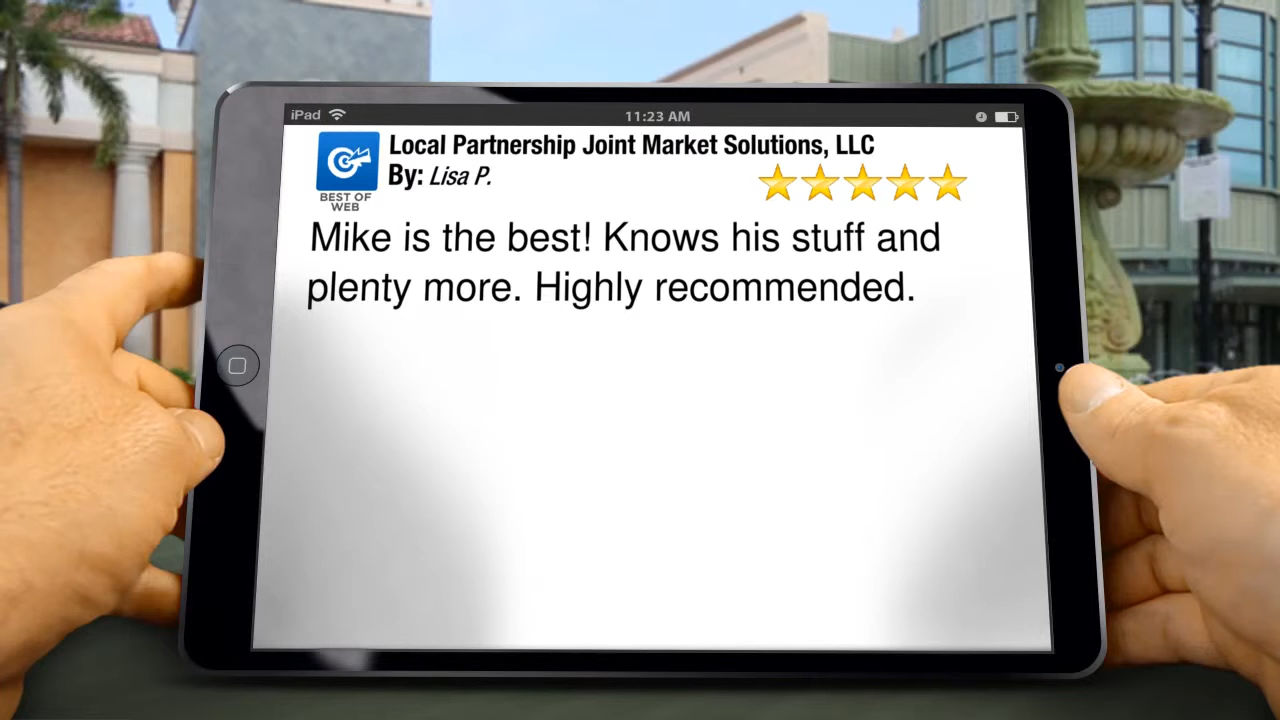 iPad 11:23 AM
Local Partnership Joint Market Solutions, LLC
By: Lisa P.
BEST OF
WEB
Mike is the best! Knows his stuff and
plenty more. Highly recommended.